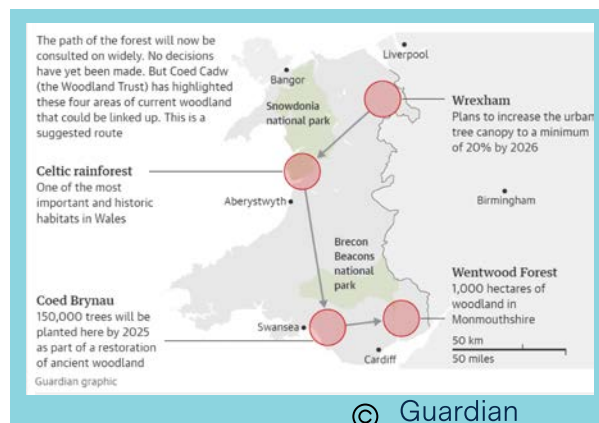 The path of the forest will now be
consulted on widely. No decisions
have yet been made. But Coed Cadw
(the Woodland Trust) has highlighted
these four areas of current woodland
that could be linked up. This is a
suggested route
Liverpool
Bangor
Snowdonia
national park
Wrexham
Plans to increase the urban
tree canopy to a minimum
of 20% by 2026
Celtic rainforest
One of the most
important and historic
habitats in Wales
Aberystwyth
Birmingham
Brecon
Beacons
national
park
Wentwood Forest
1,000 hectares of
woodland in
Monmouthshire
Coed Brynau
150,000 trees will be
planted here by 2025
as part of a restoration
of ancient woodland
Swansea
Cardiff
50 km
50 miles
Guardian graphic
© Guardian